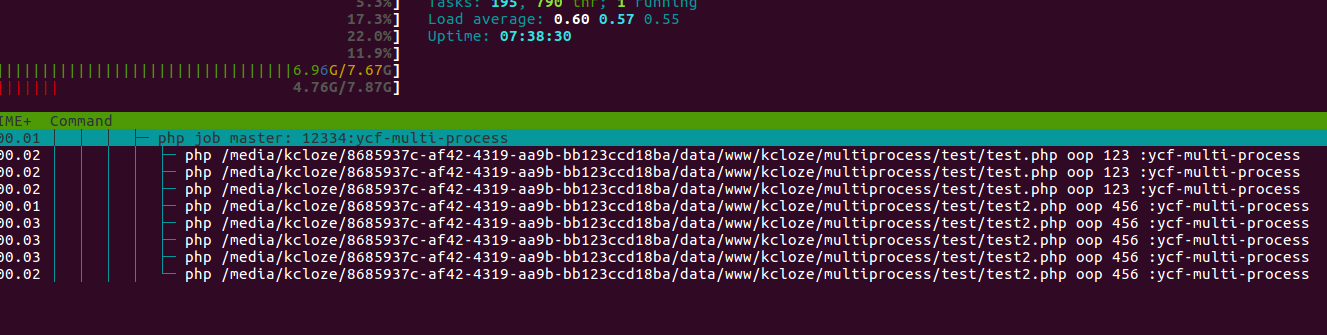 5.3%] Tasks: 195, 790 thr; 1 running
17.3%] Load average: 0.60 0.57 0.55
22.0%] Uptime: 07:38:30
11.9%]
||||||||||||||||||||||||||||||||||6.96G/7.67G]
||||||| 4.76G/7.87G]
IME+ Command
00.01 │ │ │ ├─ php job master: 12334:ycf-multi-process
00.02 │ │ │ │ ├─ php /media/kcloze/8685937c-af42-4319-aa9b-bb123ccd18ba/data/www/kcloze/multiprocess/test/test.php oop 123 :ycf-multi-process
00.02 │ │ │ │ ├─ php /media/kcloze/8685937c-af42-4319-aa9b-bb123ccd18ba/data/www/kcloze/multiprocess/test/test.php oop 123 :ycf-multi-process
00.02 │ │ │ │ ├─ php /media/kcloze/8685937c-af42-4319-aa9b-bb123ccd18ba/data/www/kcloze/multiprocess/test/test.php oop 123 :ycf-multi-process
00.01 │ │ │ │ ├─ php /media/kcloze/8685937c-af42-4319-aa9b-bb123ccd18ba/data/www/kcloze/multiprocess/test/test2.php oop 456 :ycf-multi-process
00.03 │ │ │ │ ├─ php /media/kcloze/8685937c-af42-4319-aa9b-bb123ccd18ba/data/www/kcloze/multiprocess/test/test2.php oop 456 :ycf-multi-process
00.03 │ │ │ │ ├─ php /media/kcloze/8685937c-af42-4319-aa9b-bb123ccd18ba/data/www/kcloze/multiprocess/test/test2.php oop 456 :ycf-multi-process
00.03 │ │ │ │ ├─ php /media/kcloze/8685937c-af42-4319-aa9b-bb123ccd18ba/data/www/kcloze/multiprocess/test/test2.php oop 456 :ycf-multi-process
00.02 │ │ │ │ └─ php /media/kcloze/8685937c-af42-4319-aa9b-bb123ccd18ba/data/www/kcloze/multiprocess/test/test2.php oop 456 :ycf-multi-process